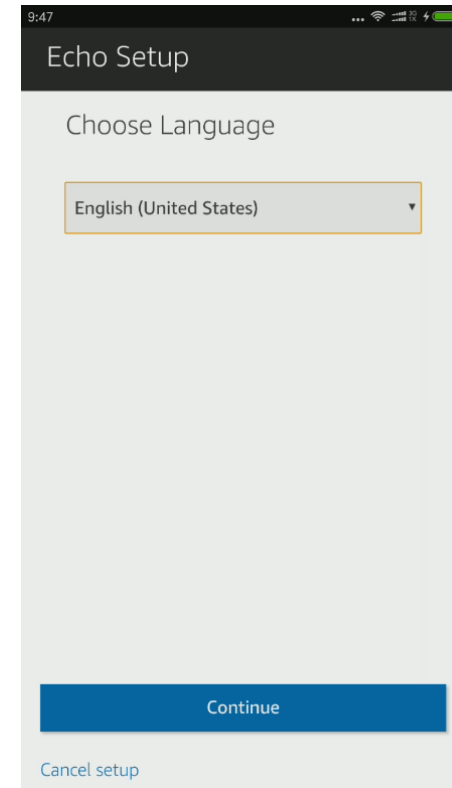 9:47
Echo Setup
Choose Language
English (United States)
Continue
Cancel setup